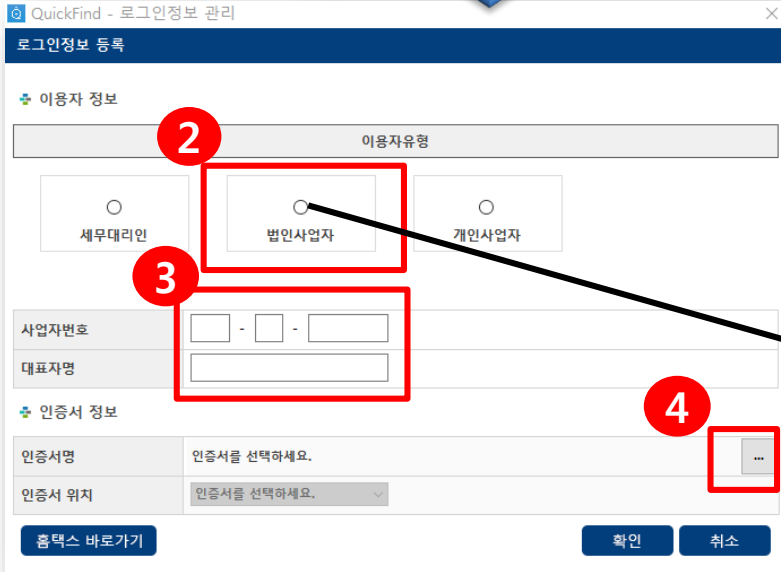 QuickFind - 로그인정보 관리
로그인정보 등록
이용자 정보
2
이용자유형
세무대리인
법인사업자
개인사업자
3
사업자번호 - -
대표자명
4
인증서 정보
인증서명 인증서를 선택하세요. ...
인증서 위치 인증서를 선택하세요.
홈택스 바로가기 확인 취소